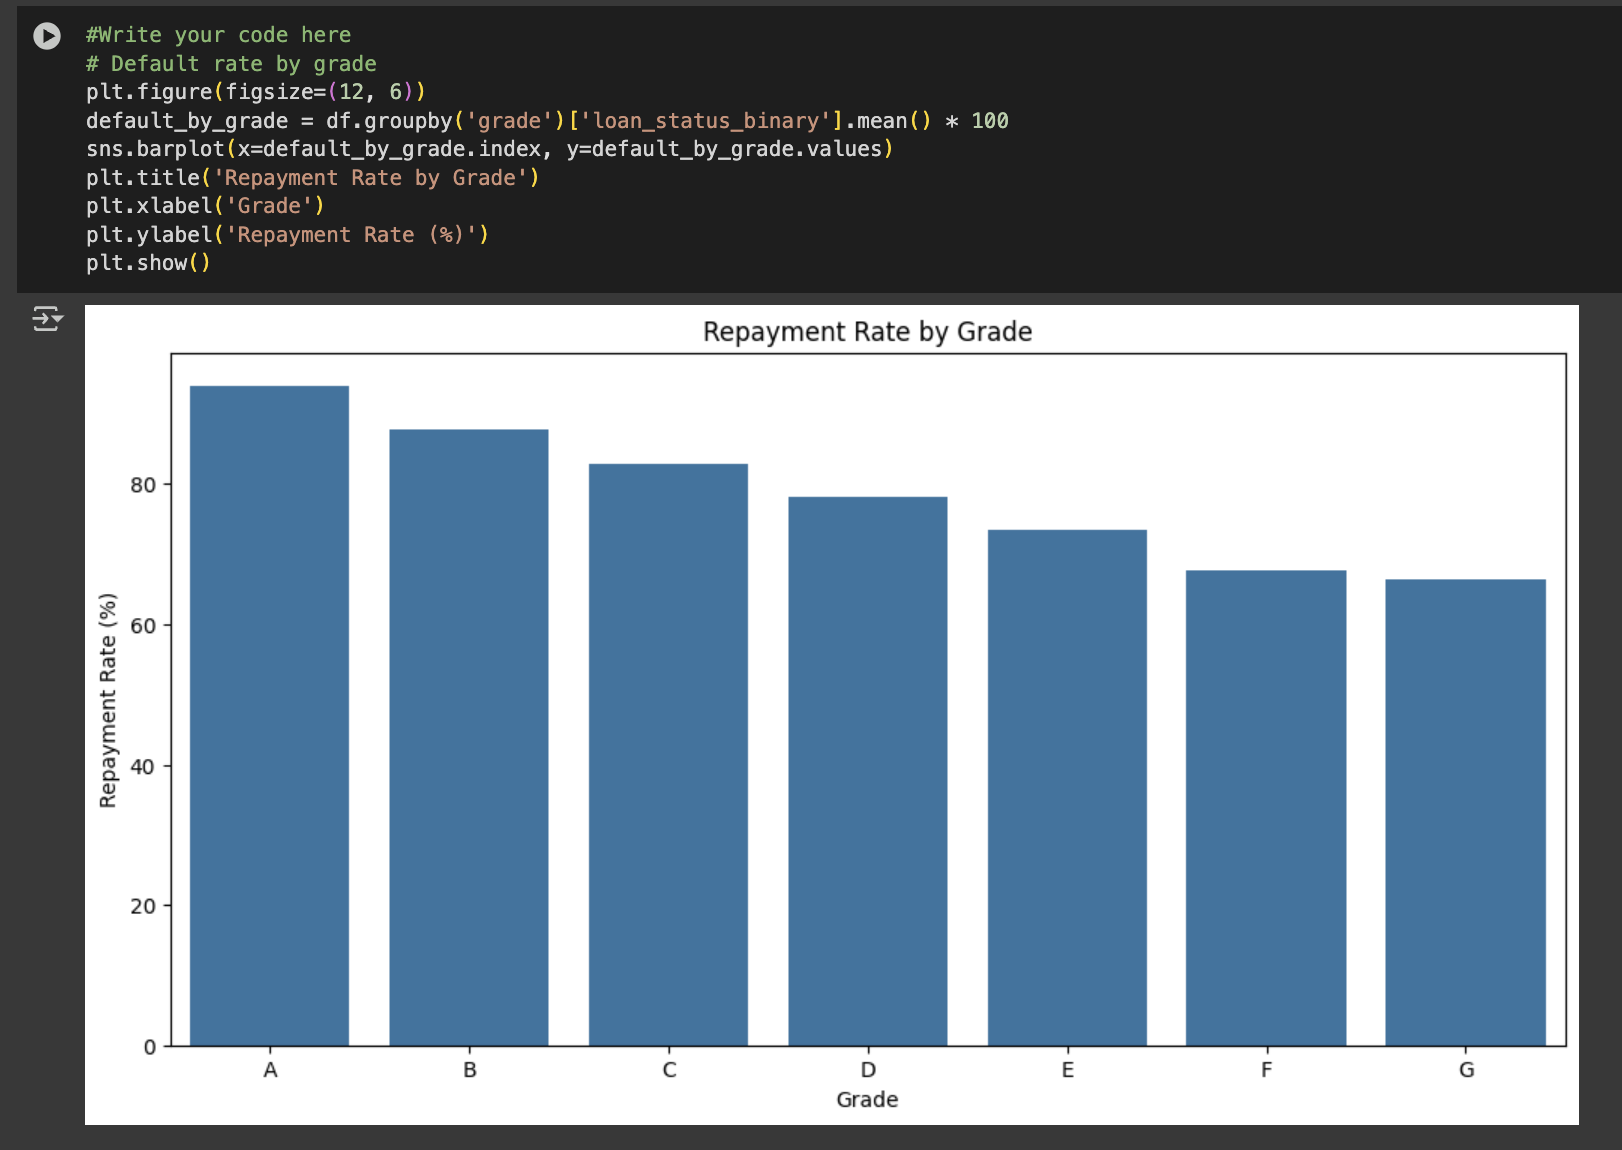 #Write your code here
# Default rate by grade
plt.figure(figsize=(12, 6))
default_by_grade = df.groupby('grade')['loan_status_binary'].mean() * 100
sns.barplot(x=default_by_grade.index, y=default_by_grade.values)
plt.title('Repayment Rate by Grade')
plt.xlabel('Grade')
plt.ylabel('Repayment Rate (%)')
plt.show()
Repayment Rate by Grade
Repayment Rate (%)
80
60
40
20
0
A B C D E F G
Grade